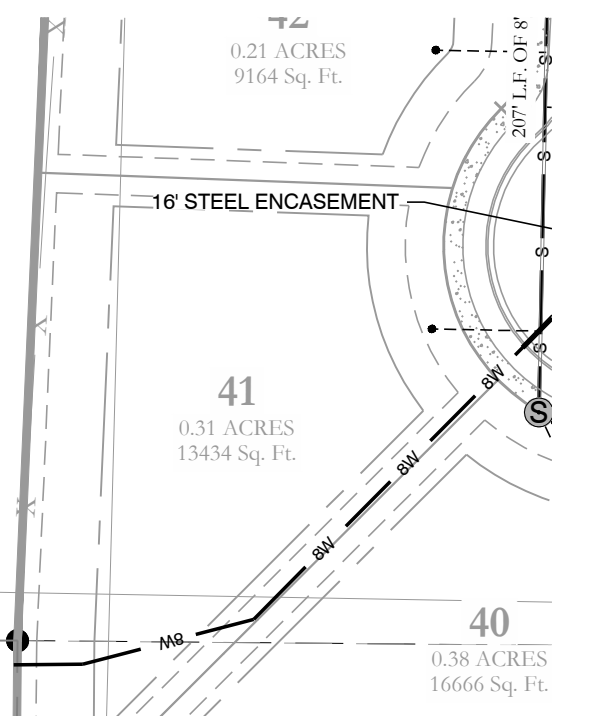 42
0.21 ACRES
9164 Sq. Ft.
207' L.F. OF 8'
S
S
S
16' STEEL ENCASEMENT
S
8W
S
41
0.31 ACRES
13434 Sq. Ft.
8W
8W
8W
40
0.38 ACRES
16666 Sq. Ft.